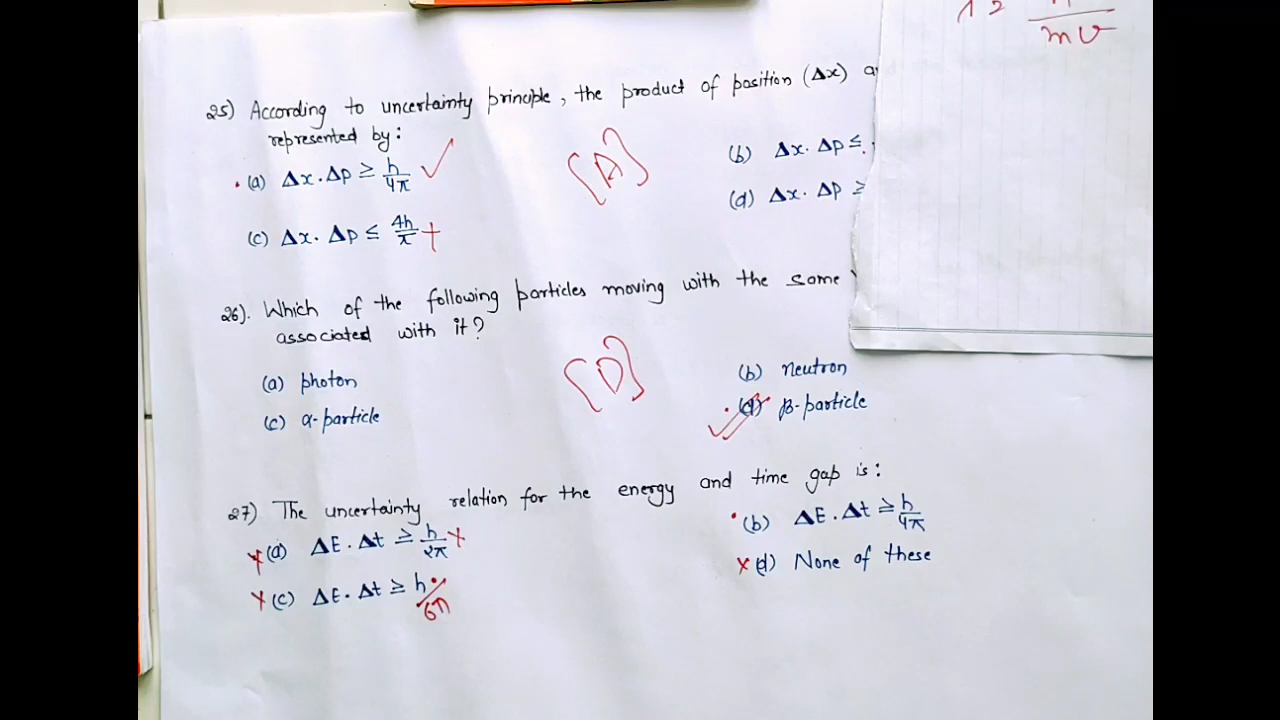 mv
25) According to uncertainty principle, the product of position (Δx)
represented by:
(a) Δx.Δp ≥ h/4π ✓
[A]
(b) Δx. Δp ≤
(c) Δx. Δp ≤ 4h/π
(d) Δx. Δp ≥
26). Which of the following particles moving with the same
associated with it?
[D]
(a) photon
(b) neutron
(c) α-particle
(d) β-particle
27) The uncertainty relation for the energy and time gap is:
x (a) ΔE.Δt ≥ h/2π x
(b) ΔE.Δt ≥ h/4π
x (c) ΔE.Δt ≥ h/6π
x (d) None of these